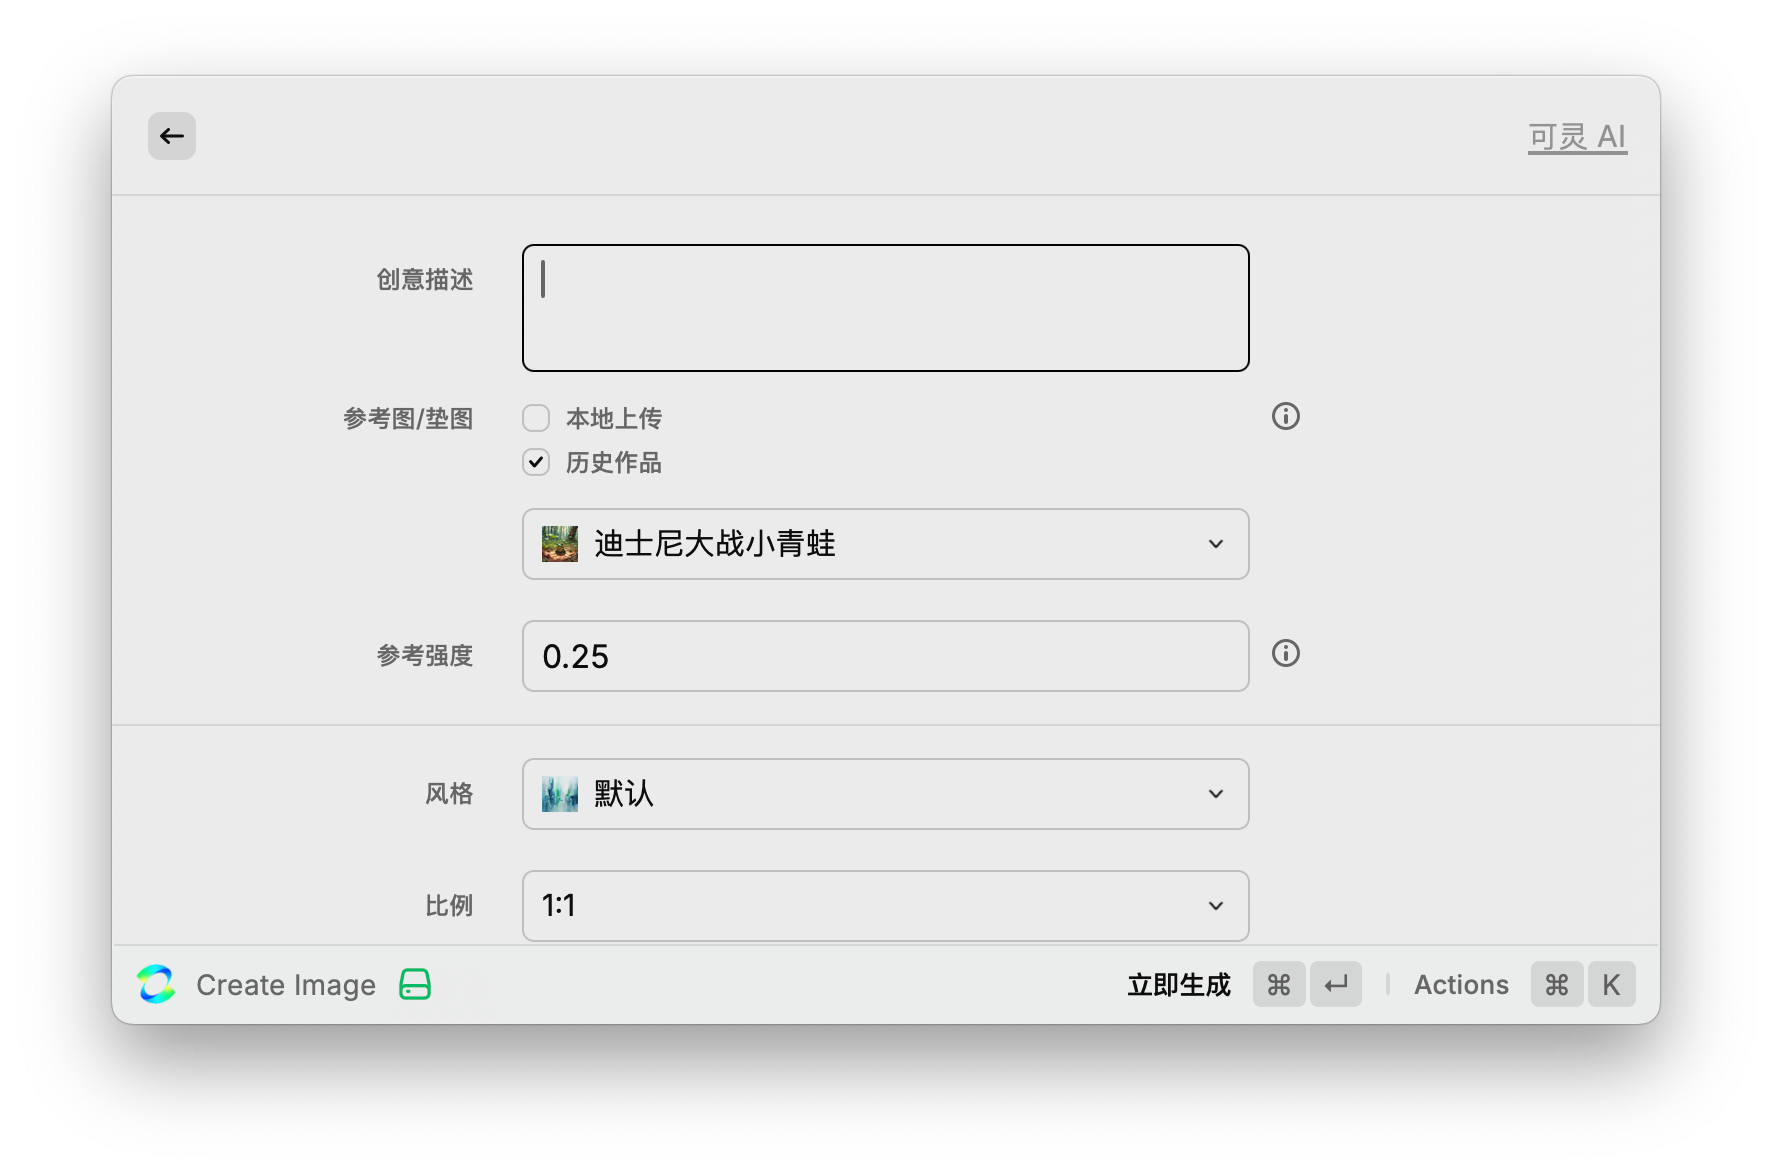 可灵 AI
创意描述
参考图/垫图
本地上传
历史作品
迪士尼大战小青蛙
参考强度
0.25
风格
默认
比例
1:1
Create Image
立即生成 ⌘ ↵ Actions ⌘ K